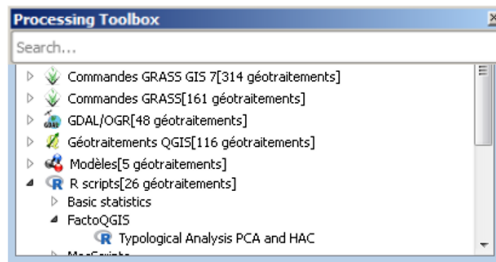 Processing Toolbox
Search...
Commandes GRASS GIS 7[314 géotraitements]
Commandes GRASS[161 géotraitements]
GDAL/OGR[48 géotraitements]
Géotraitements QGIS[116 géotraitements]
Modèles[5 géotraitements]
R scripts[26 géotraitements]
Basic statistics
FactoQGIS
Typological Analysis PCA and HAC